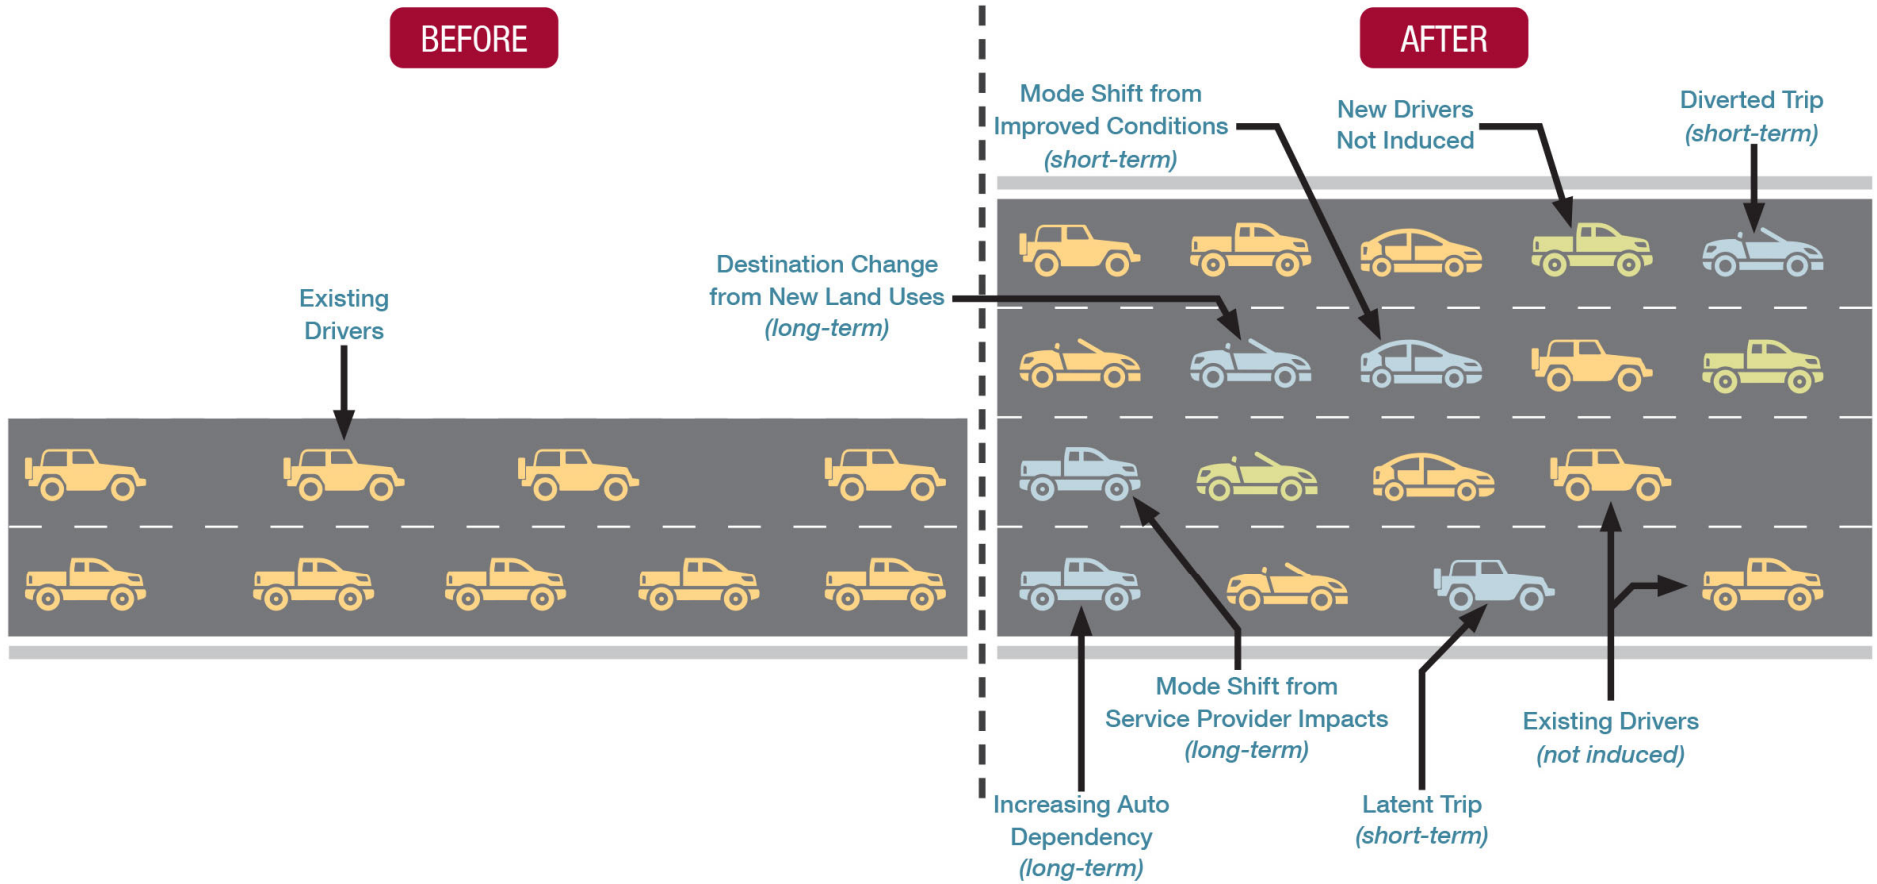 BEFORE
AFTER
Existing
Drivers
Destination Change
from New Land Uses
(long-term)
Mode Shift from
Improved Conditions
(short-term)
New Drivers
Not Induced
Diverted Trip
(short-term)
Mode Shift from
Service Provider Impacts
(long-term)
Existing Drivers
(not induced)
Increasing Auto
Dependency
(long-term)
Latent Trip
(short-term)